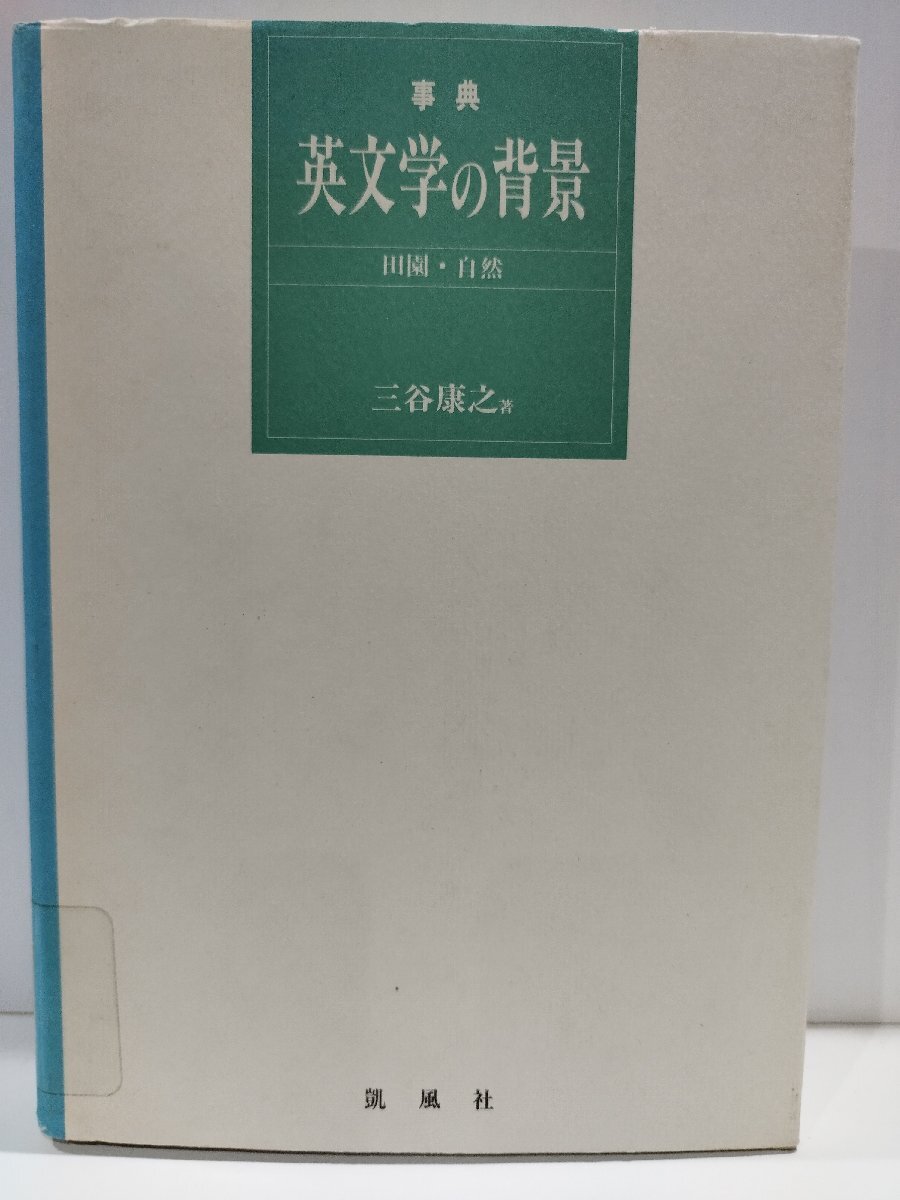 事典
英文学の背景
田園・自然
三谷康之著
凱風社